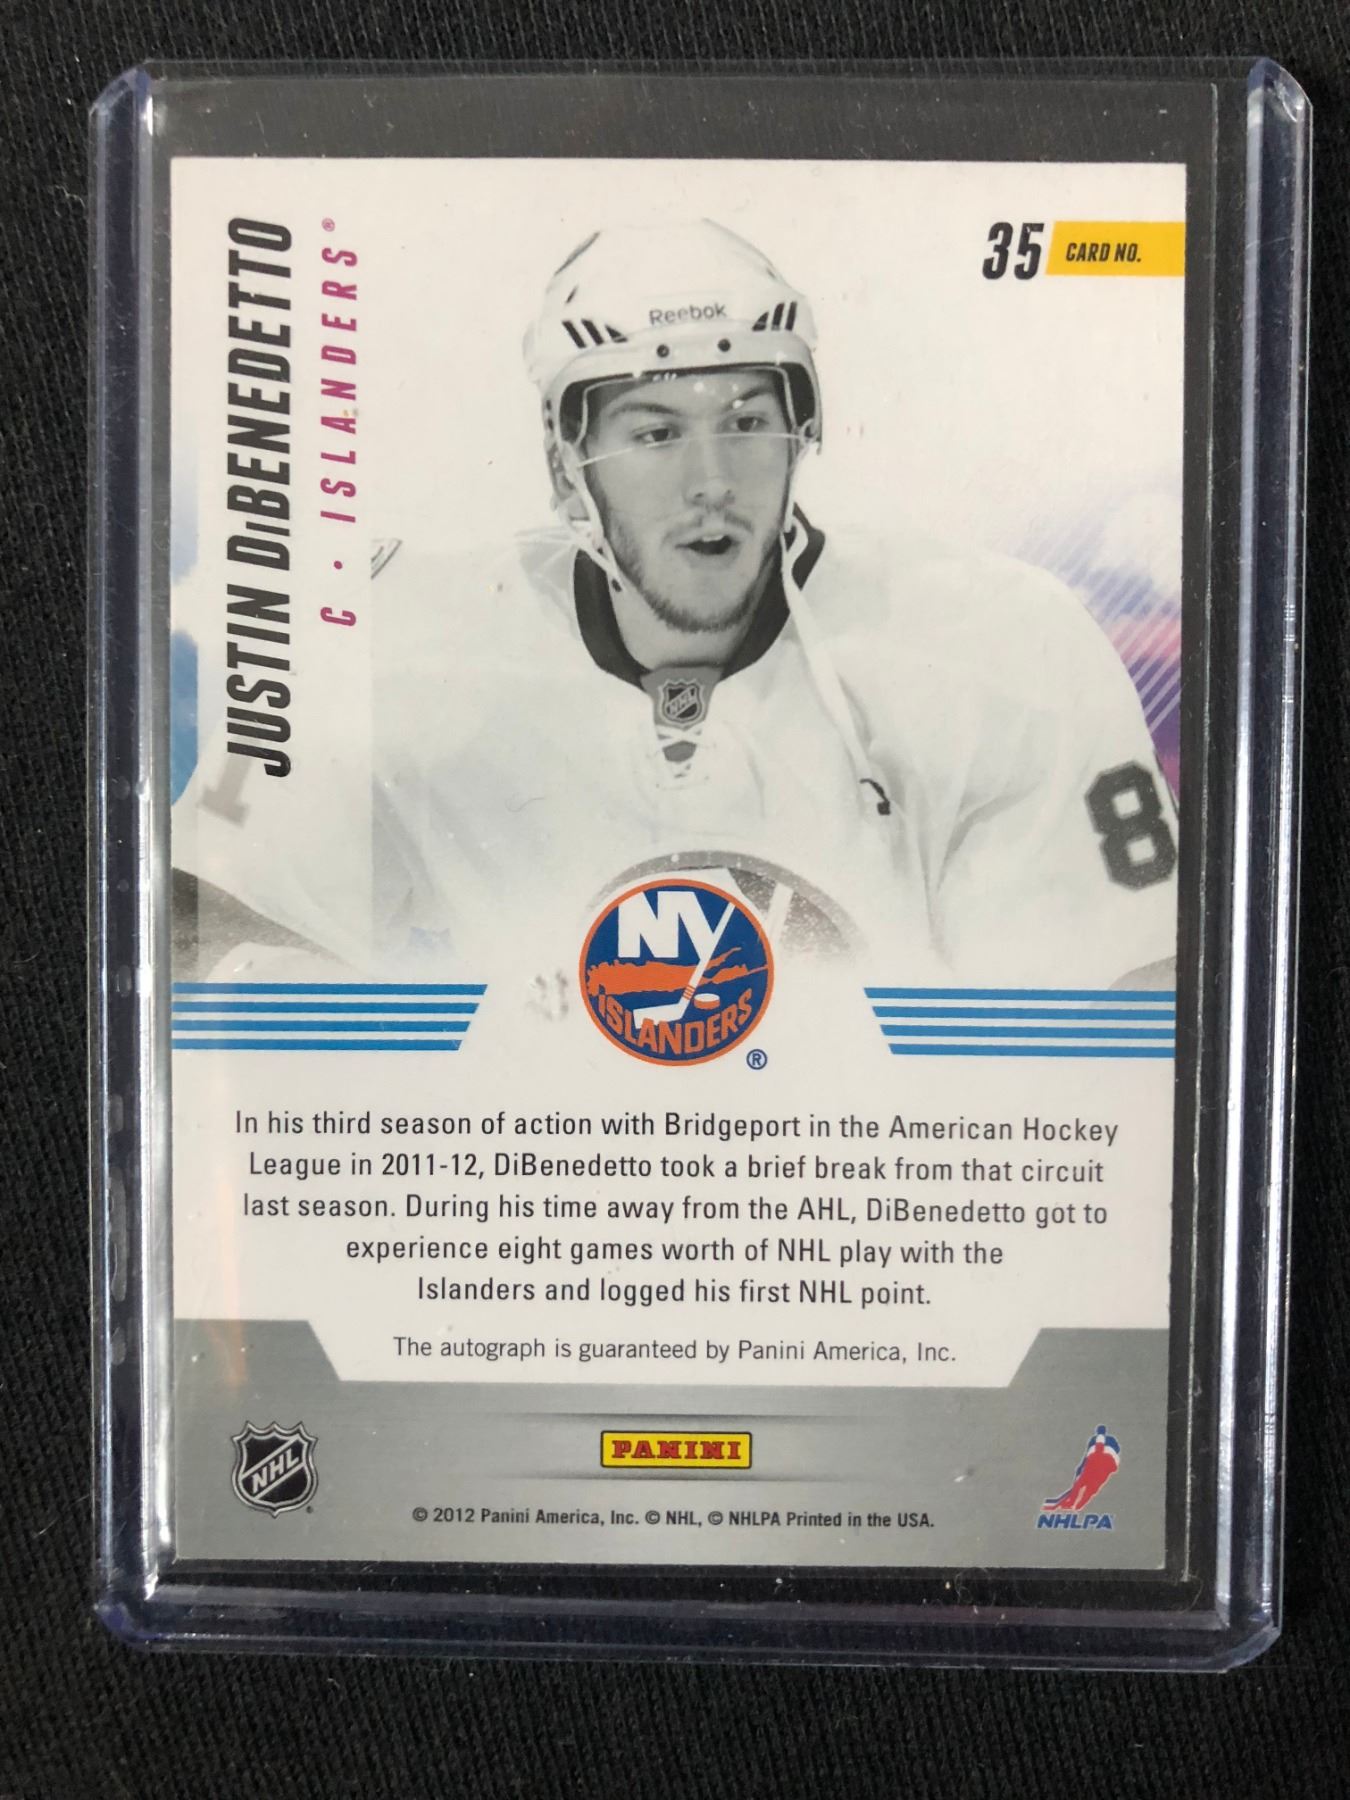 JUSTIN DiBENEDETTO
C · ISLANDERS®
35 CARD NO.
Reebok
NHL
8
NY
ISLANDERS
®
In his third season of action with Bridgeport in the American Hockey
League in 2011-12, DiBenedetto took a brief break from that circuit
last season. During his time away from the AHL, DiBenedetto got to
experience eight games worth of NHL play with the
Islanders and logged his first NHL point.
The autograph is guaranteed by Panini America, Inc.
NHL
PANINI
NHLPA
© 2012 Panini America, Inc. © NHL, © NHLPA Printed in the USA.